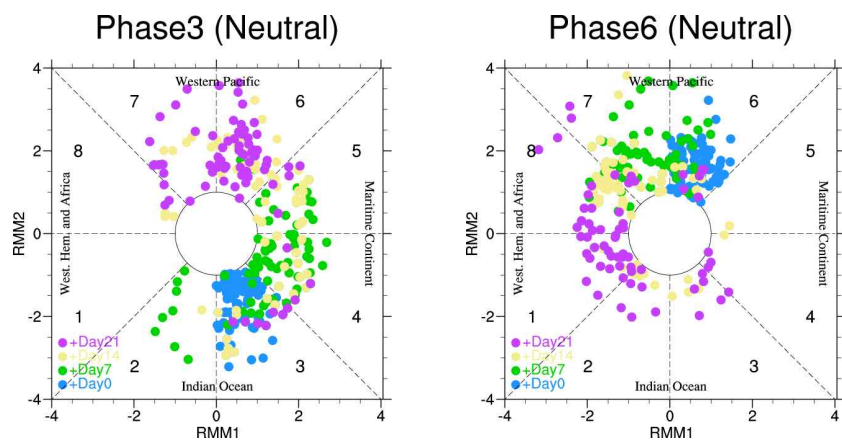 Phase3 (Neutral)
4
2
0
-2
-4
RMM2
Western Pacific
7
6
8
5
West. Hem. and Africa
Maritime Continent
1
4
2
3
+Day21
+Day14
+Day7
+Day0
Indian Ocean
-4
-2
0
2
4
RMM1
Phase6 (Neutral)
4
2
0
-2
-4
RMM2
Western Pacific
7
6
8
5
West. Hem. and Africa
Maritime Continent
1
4
2
3
+Day21
+Day14
+Day7
+Day0
Indian Ocean
-4
-2
0
2
4
RMM1